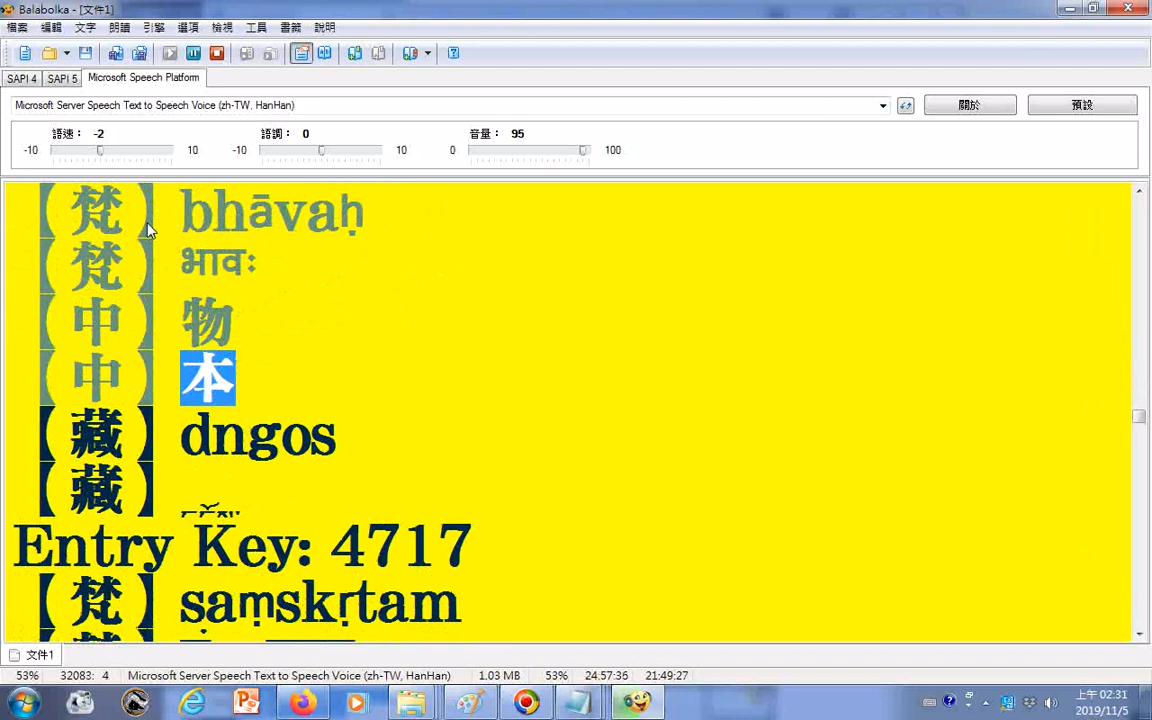 Balabolka - [文件1]
檔案 編輯 文字 朗讀 引擎 選項 檢視 工具 書籤 說明
SAPI 4 SAPI 5 Microsoft Speech Platform
Microsoft Server Speech Text to Speech Voice (zh-TW, HanHan) 關於 預設
語速： -2 語調： 0 音量： 95
-10 10 -10 10 0 100
【梵】 bhāvaḥ
【梵】 भावः
【中】 物
【中】 本
【藏】 dngos
【藏】
Entry Key: 4717
【梵】 saṃskṛtam
文件1
53% 32083: 4 Microsoft Server Speech Text to Speech Voice (zh-TW, HanHan) 1.03 MB 53% 24:57:36 21:49:27
上午 02:31
2019/11/5